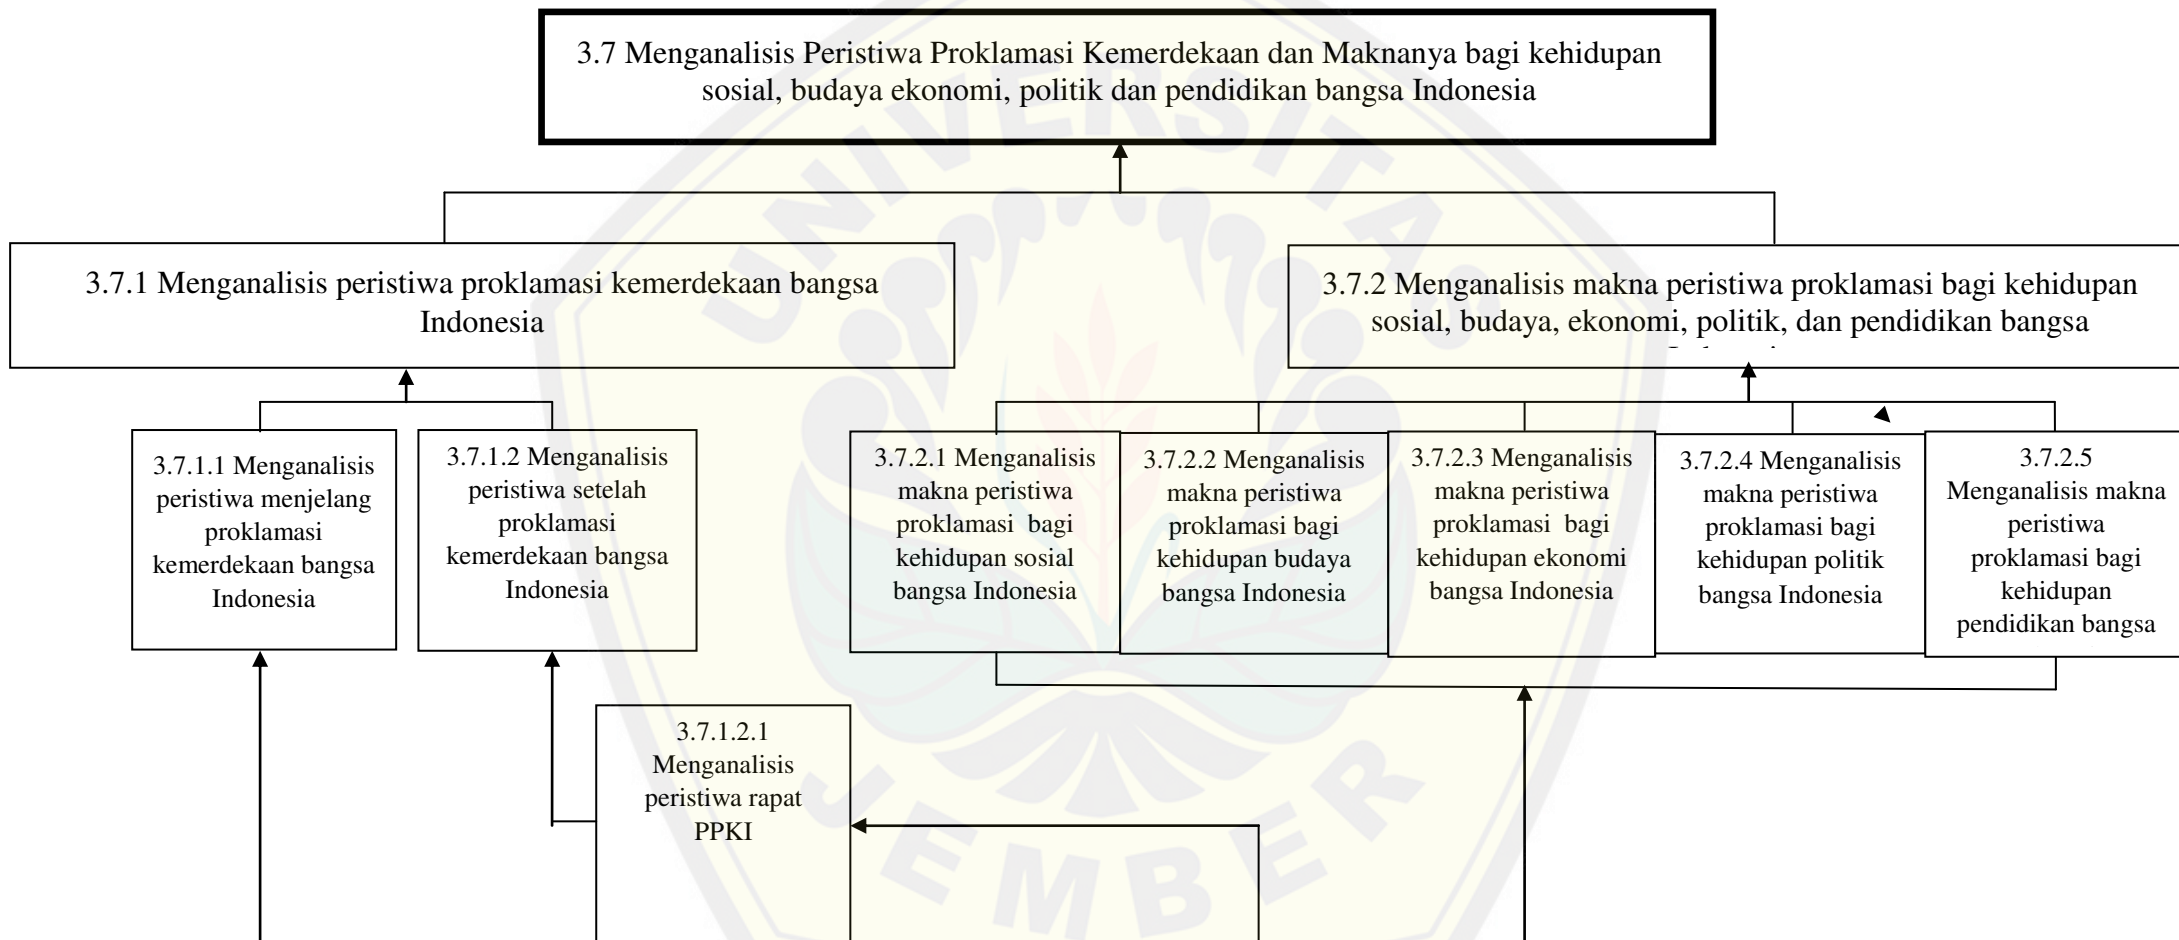 3.7 Menganalisis Peristiwa Proklamasi Kemerdekaan dan Maknanya bagi kehidupan
sosial, budaya ekonomi, politik dan pendidikan bangsa Indonesia
3.7.1 Menganalisis peristiwa proklamasi kemerdekaan bangsa
Indonesia
3.7.2 Menganalisis makna peristiwa proklamasi bagi kehidupan
sosial, budaya, ekonomi, politik, dan pendidikan bangsa
3.7.1.1 Menganalisis
peristiwa menjelang
proklamasi
kemerdekaan bangsa
Indonesia
3.7.1.2 Menganalisis
peristiwa setelah
proklamasi
kemerdekaan bangsa
Indonesia
3.7.2.1 Menganalisis
makna peristiwa
proklamasi  bagi
kehidupan sosial
bangsa Indonesia
3.7.2.2 Menganalisis
makna peristiwa
proklamasi bagi
kehidupan budaya
bangsa Indonesia
3.7.2.3 Menganalisis
makna peristiwa
proklamasi  bagi
kehidupan ekonomi
bangsa Indonesia
3.7.2.4 Menganalisis
makna peristiwa
proklamasi bagi
kehidupan politik
bangsa Indonesia
3.7.2.5
Menganalisis makna
peristiwa
proklamasi bagi
kehidupan
pendidikan bangsa
3.7.1.2.1
Menganalisis
peristiwa rapat
PPKI
UNIVERSITAS
JEMBER